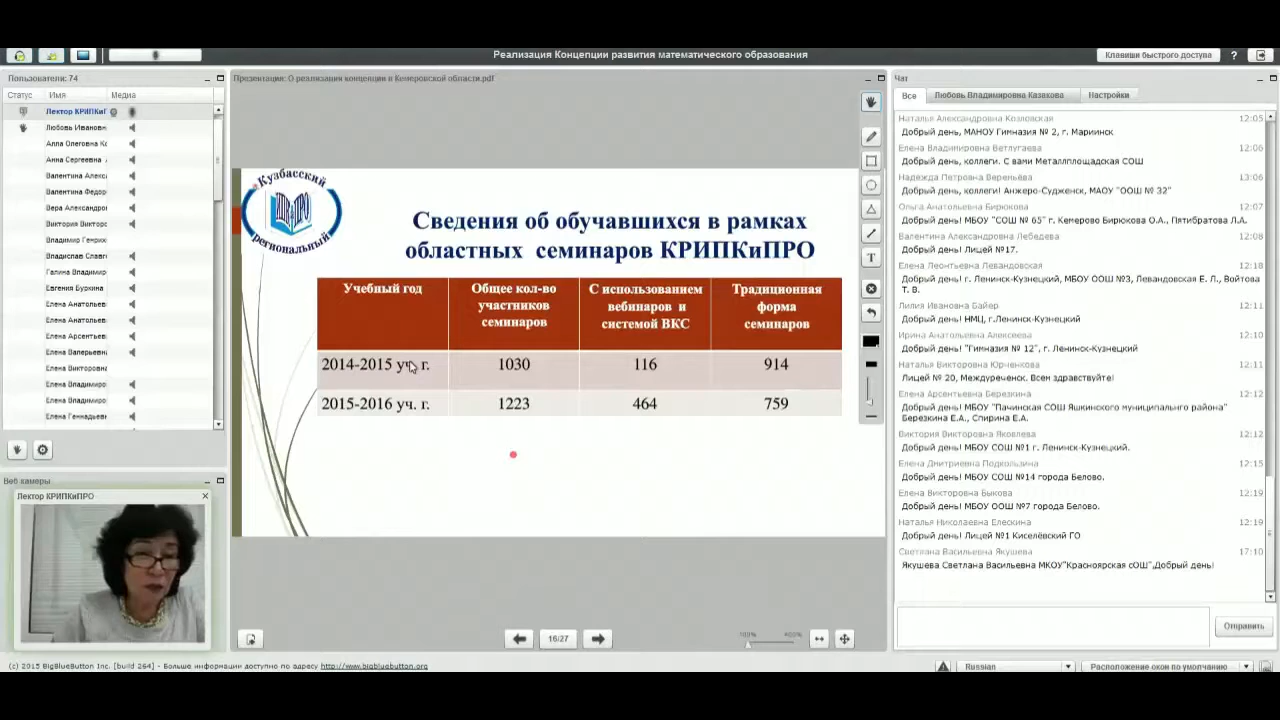 Реализация Концепции развития математического образования
Клавиши быстрого доступа
?
Пользователи: 74
Статус Имя Медиа
Лектор КРИПКиП
Любовь Ивановн
Алла Олеговна Кс
Анна Сергеевна
Валентина Алекс
Валентина Федор
Вера Александров
Виктория Викторс
Владимир Генрих
Владислав Славг
Галина Владимир
Евгения Буркина
Елена Анатольев
Елена Анатольев
Елена Арсентьев
Елена Валерьевн
Елена Викторовна
Елена Владимиро
Елена Владимиро
Елена Геннадьев
Веб камеры
Лектор КРИПКиПРО
Презентация: О реализация концепции в Кемеровской области.pdf
Кузбасский
региональный
Сведения об обучавшихся в рамках
областных семинаров КРИПКиПРО
Учебный год
Общее кол-во
участников
семинаров
С использованием
вебинаров и
системой ВКС
Традиционная
форма
семинаров
2014-2015 уч. г. 1030 116 914
2015-2016 уч. г. 1223 464 759
16/27
100% 400%
Чат
Все Любовь Владимировна Казакова Настройки
Наталья Александровна Козловская 12:05
Добрый день, МАНОУ Гимназия № 2, г. Мариинск
Елена Владимировна Ветлугаева 12:06
Добрый день, коллеги. С вами Металлплощадская СОШ
Надежда Петровна Вереньёва 13:06
Добрый день, коллеги! Анжеро-Судженск, МАОУ "ООШ № 32"
Ольга Анатольевна Бирюкова 12:07
Добрый день! МБОУ "СОШ № 65" г. Кемерово Бирюкова О.А., Пятибратова Л.А.
Валентина Александровна Лебедева 12:08
Добрый день! Лицей №17.
Елена Леонтьевна Левандовская 12:18
Добрый день! г. Ленинск-Кузнецкий, МБОУ ООШ №3, Левандовская Е. Л., Войтова
Т. В.
Лилия Ивановна Байер 12:09
Добрый день! НМЦ, г.Ленинск-Кузнецкий
Ирина Анатольевна Алексеева 12:09
Добрый день! "Гимназия № 12", г. Ленинск-Кузнецкий
Наталья Викторовна Юрченкова 12:11
Лицей № 20, Междуреченск. Всем здравствуйте!
Елена Арсентьевна Березкина 12:12
Добрый день! МБОУ "Пачинская СОШ Яшкинского муниципальнго района"
Березкина Е.А., Спирина Е.А.
Виктория Викторовна Яковлева 12:12
Добрый день! МБОУ СОШ №1 г. Ленинск-Кузнецкий.
Елена Дмитриевна Подкользина 12:15
Добрый день! МБОУ СОШ №14 города Белово.
Елена Викторовна Быкова 12:19
Добрый день! МБОУ ООШ №7 города Белово.
Наталья Николаевна Елескина 12:19
Добрый день! Лицей №1 Киселёвский ГО
Светлана Васильевна Якушева 17:10
Якушева Светлана Васильевна МКОУ"Красноярская сОШ",Добрый день!
Отправить
(c) 2015 BigBlueButton Inc. [build 264] - Больше информации доступно по адресу http://www.bigbluebutton.org
Russian
Расположение окон по умолчанию